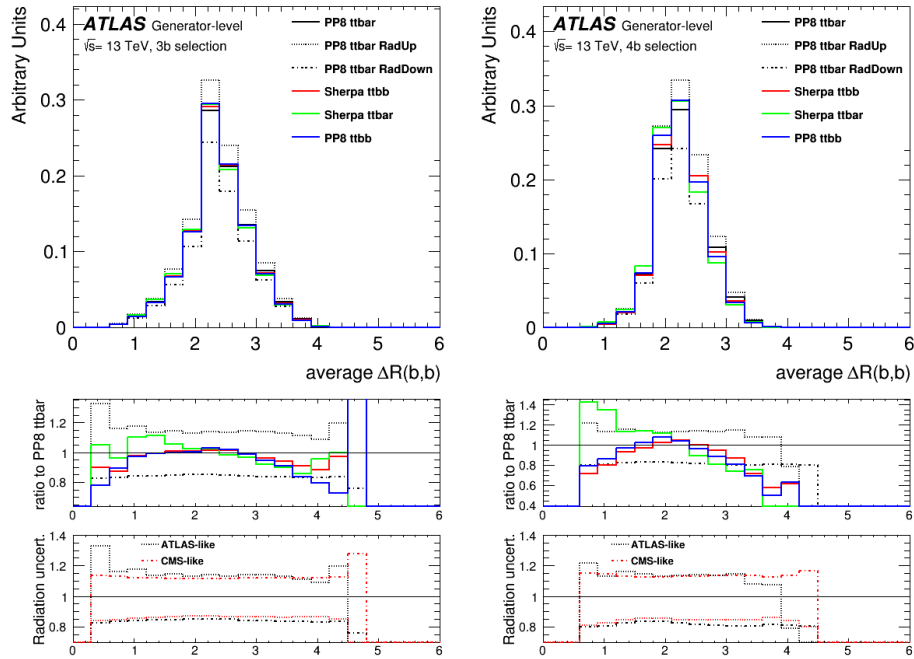 ATLAS Generator-level
√s= 13 TeV, 3b selection
PP8 ttbar
PP8 ttbar RadUp
PP8 ttbar RadDown
Sherpa ttbb
Sherpa ttbar
PP8 ttbb
Arbitrary Units
0.4
0.3
0.2
0.1
0
0 1 2 3 4 5 6
average ΔR(b,b)
ratio to PP8 ttbar
1.2
1
0.8
0 1 2 3 4 5 6
Radiation uncert.
ATLAS-like
CMS-like
1.4
1.2
1
0.8
0 1 2 3 4 5 6
ATLAS Generator-level
√s= 13 TeV, 4b selection
PP8 ttbar
PP8 ttbar RadUp
PP8 ttbar RadDown
Sherpa ttbb
Sherpa ttbar
PP8 ttbb
Arbitrary Units
0.4
0.3
0.2
0.1
0
0 1 2 3 4 5 6
average ΔR(b,b)
ratio to PP8 ttbar
1.4
1.2
1
0.8
0.6
0.4
0 1 2 3 4 5 6
Radiation uncert.
ATLAS-like
CMS-like
1.4
1.2
1
0.8
0 1 2 3 4 5 6